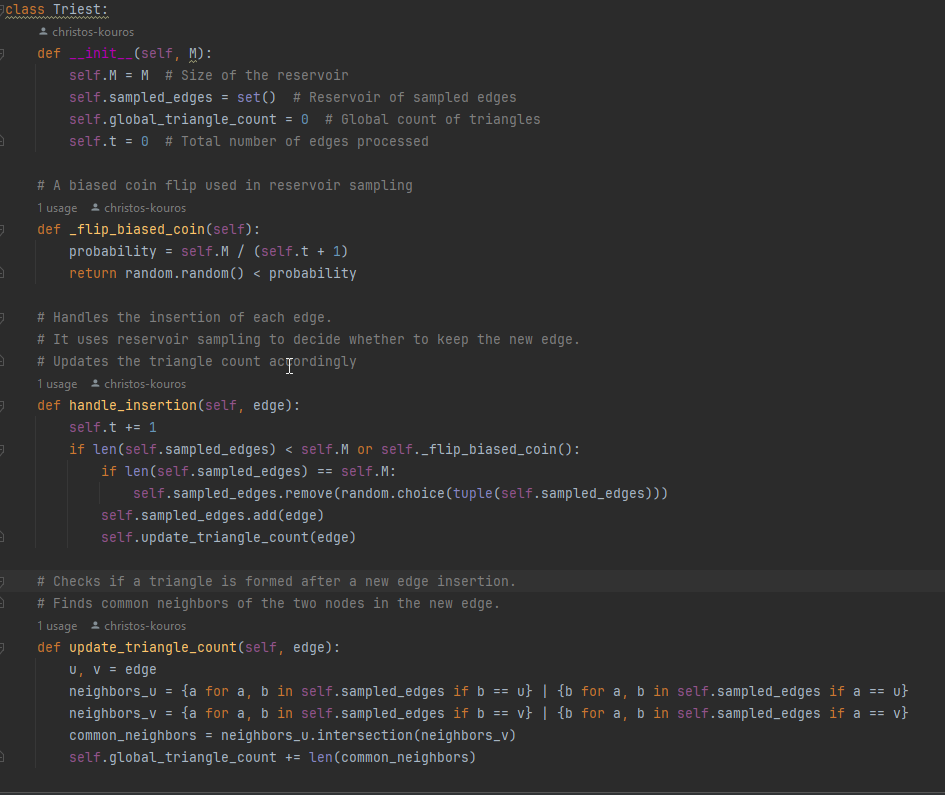 class Triest:
christos-kouros
def __init__(self, M):
self.M = M  # Size of the reservoir
self.sampled_edges = set()  # Reservoir of sampled edges
self.global_triangle_count = 0  # Global count of triangles
self.t = 0  # Total number of edges processed
# A biased coin flip used in reservoir sampling
1 usage christos-kouros
def _flip_biased_coin(self):
probability = self.M / (self.t + 1)
return random.random() < probability
# Handles the insertion of each edge.
# It uses reservoir sampling to decide whether to keep the new edge.
# Updates the triangle count accordingly
1 usage christos-kouros
def handle_insertion(self, edge):
self.t += 1
if len(self.sampled_edges) < self.M or self._flip_biased_coin():
if len(self.sampled_edges) == self.M:
self.sampled_edges.remove(random.choice(tuple(self.sampled_edges)))
self.sampled_edges.add(edge)
self.update_triangle_count(edge)
# Checks if a triangle is formed after a new edge insertion.
# Finds common neighbors of the two nodes in the new edge.
1 usage christos-kouros
def update_triangle_count(self, edge):
u, v = edge
neighbors_u = {a for a, b in self.sampled_edges if b == u} | {b for a, b in self.sampled_edges if a == u}
neighbors_v = {a for a, b in self.sampled_edges if b == v} | {b for a, b in self.sampled_edges if a == v}
common_neighbors = neighbors_u.intersection(neighbors_v)
self.global_triangle_count += len(common_neighbors)